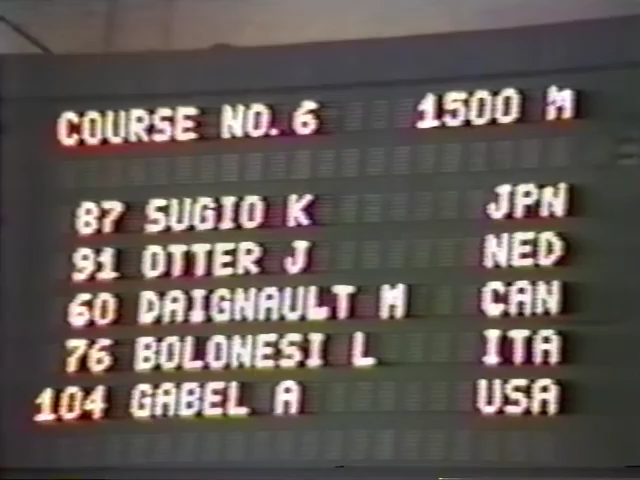 COURSE NO. 6 1500 M
87 SUGIO K JPN
91 OTTER J NED
60 DAIGNAULT M CAN
76 BOLONESI L ITA
104 GABEL A USA